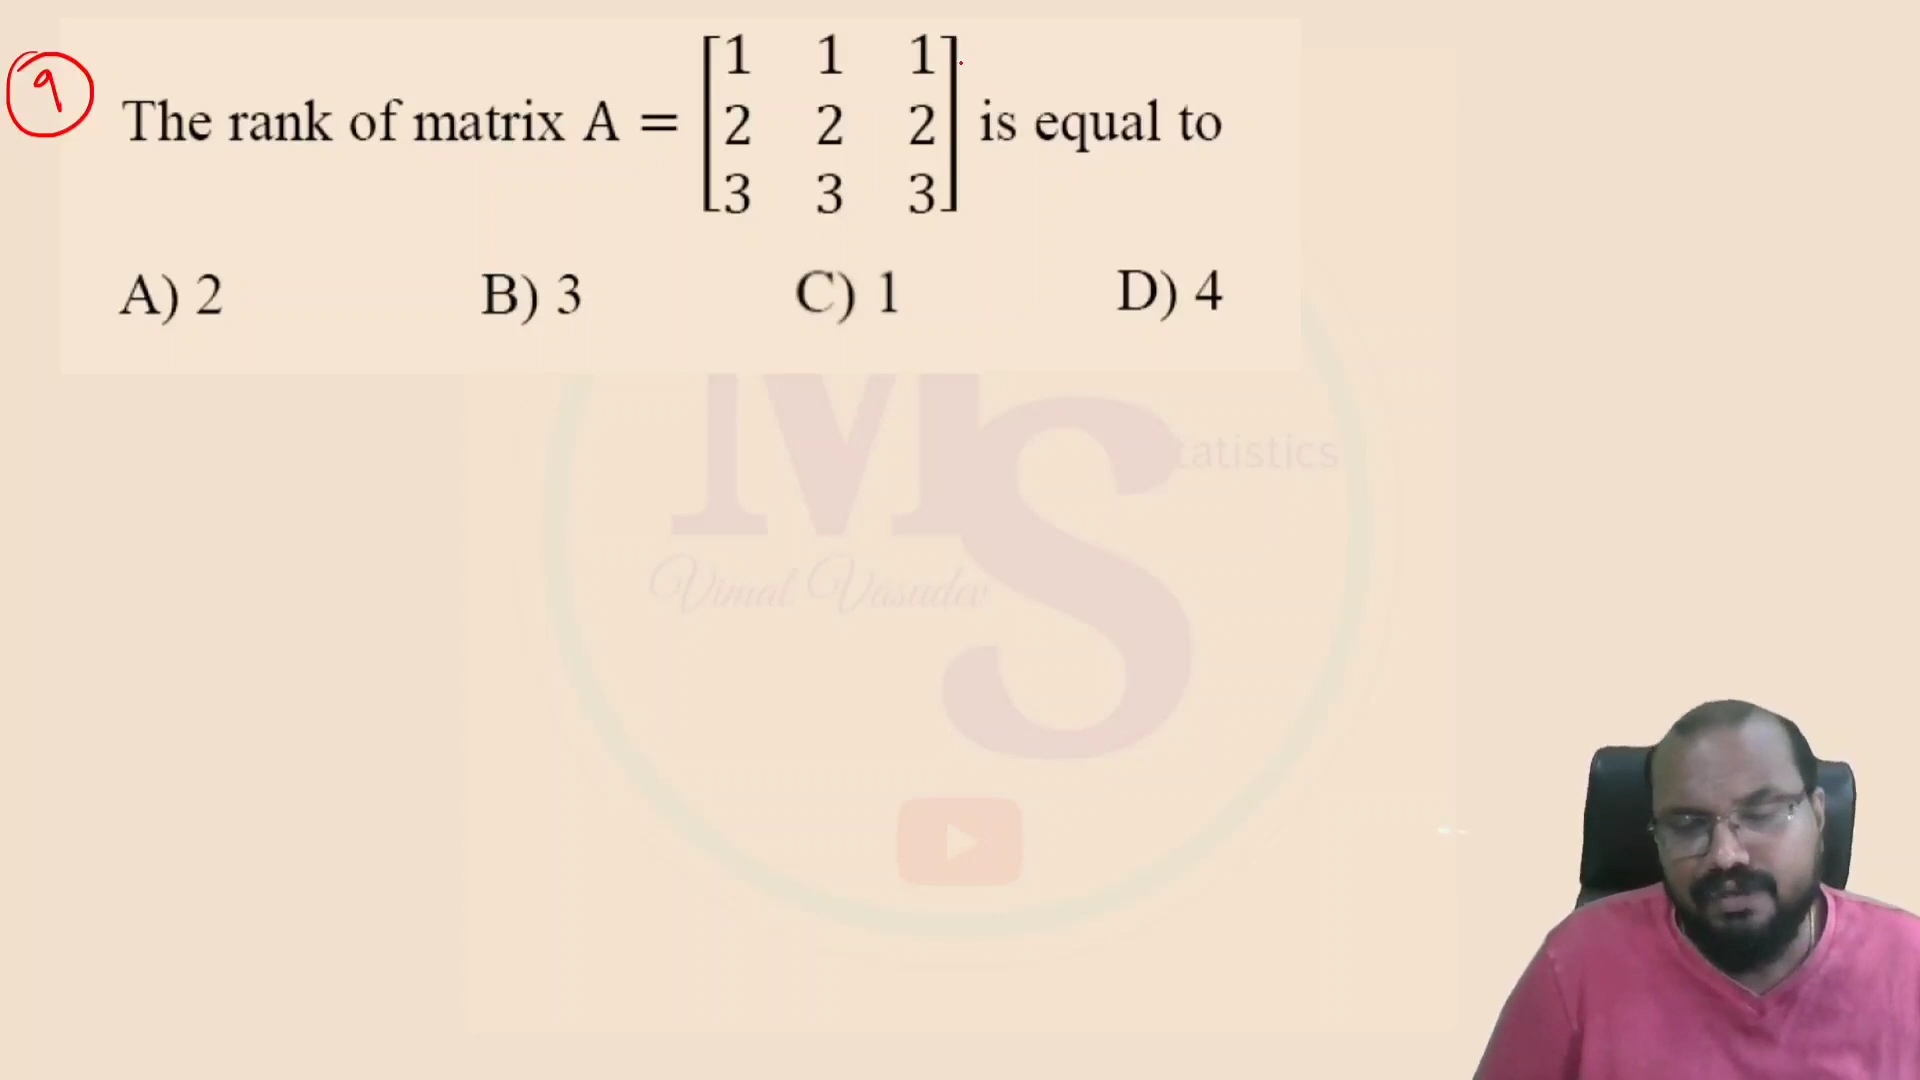 9
The rank of matrix A = [1 1 1
2 2 2
3 3 3] is equal to
A) 2 B) 3 C) 1 D) 4
MS
tatistics
Vimal Vasudev